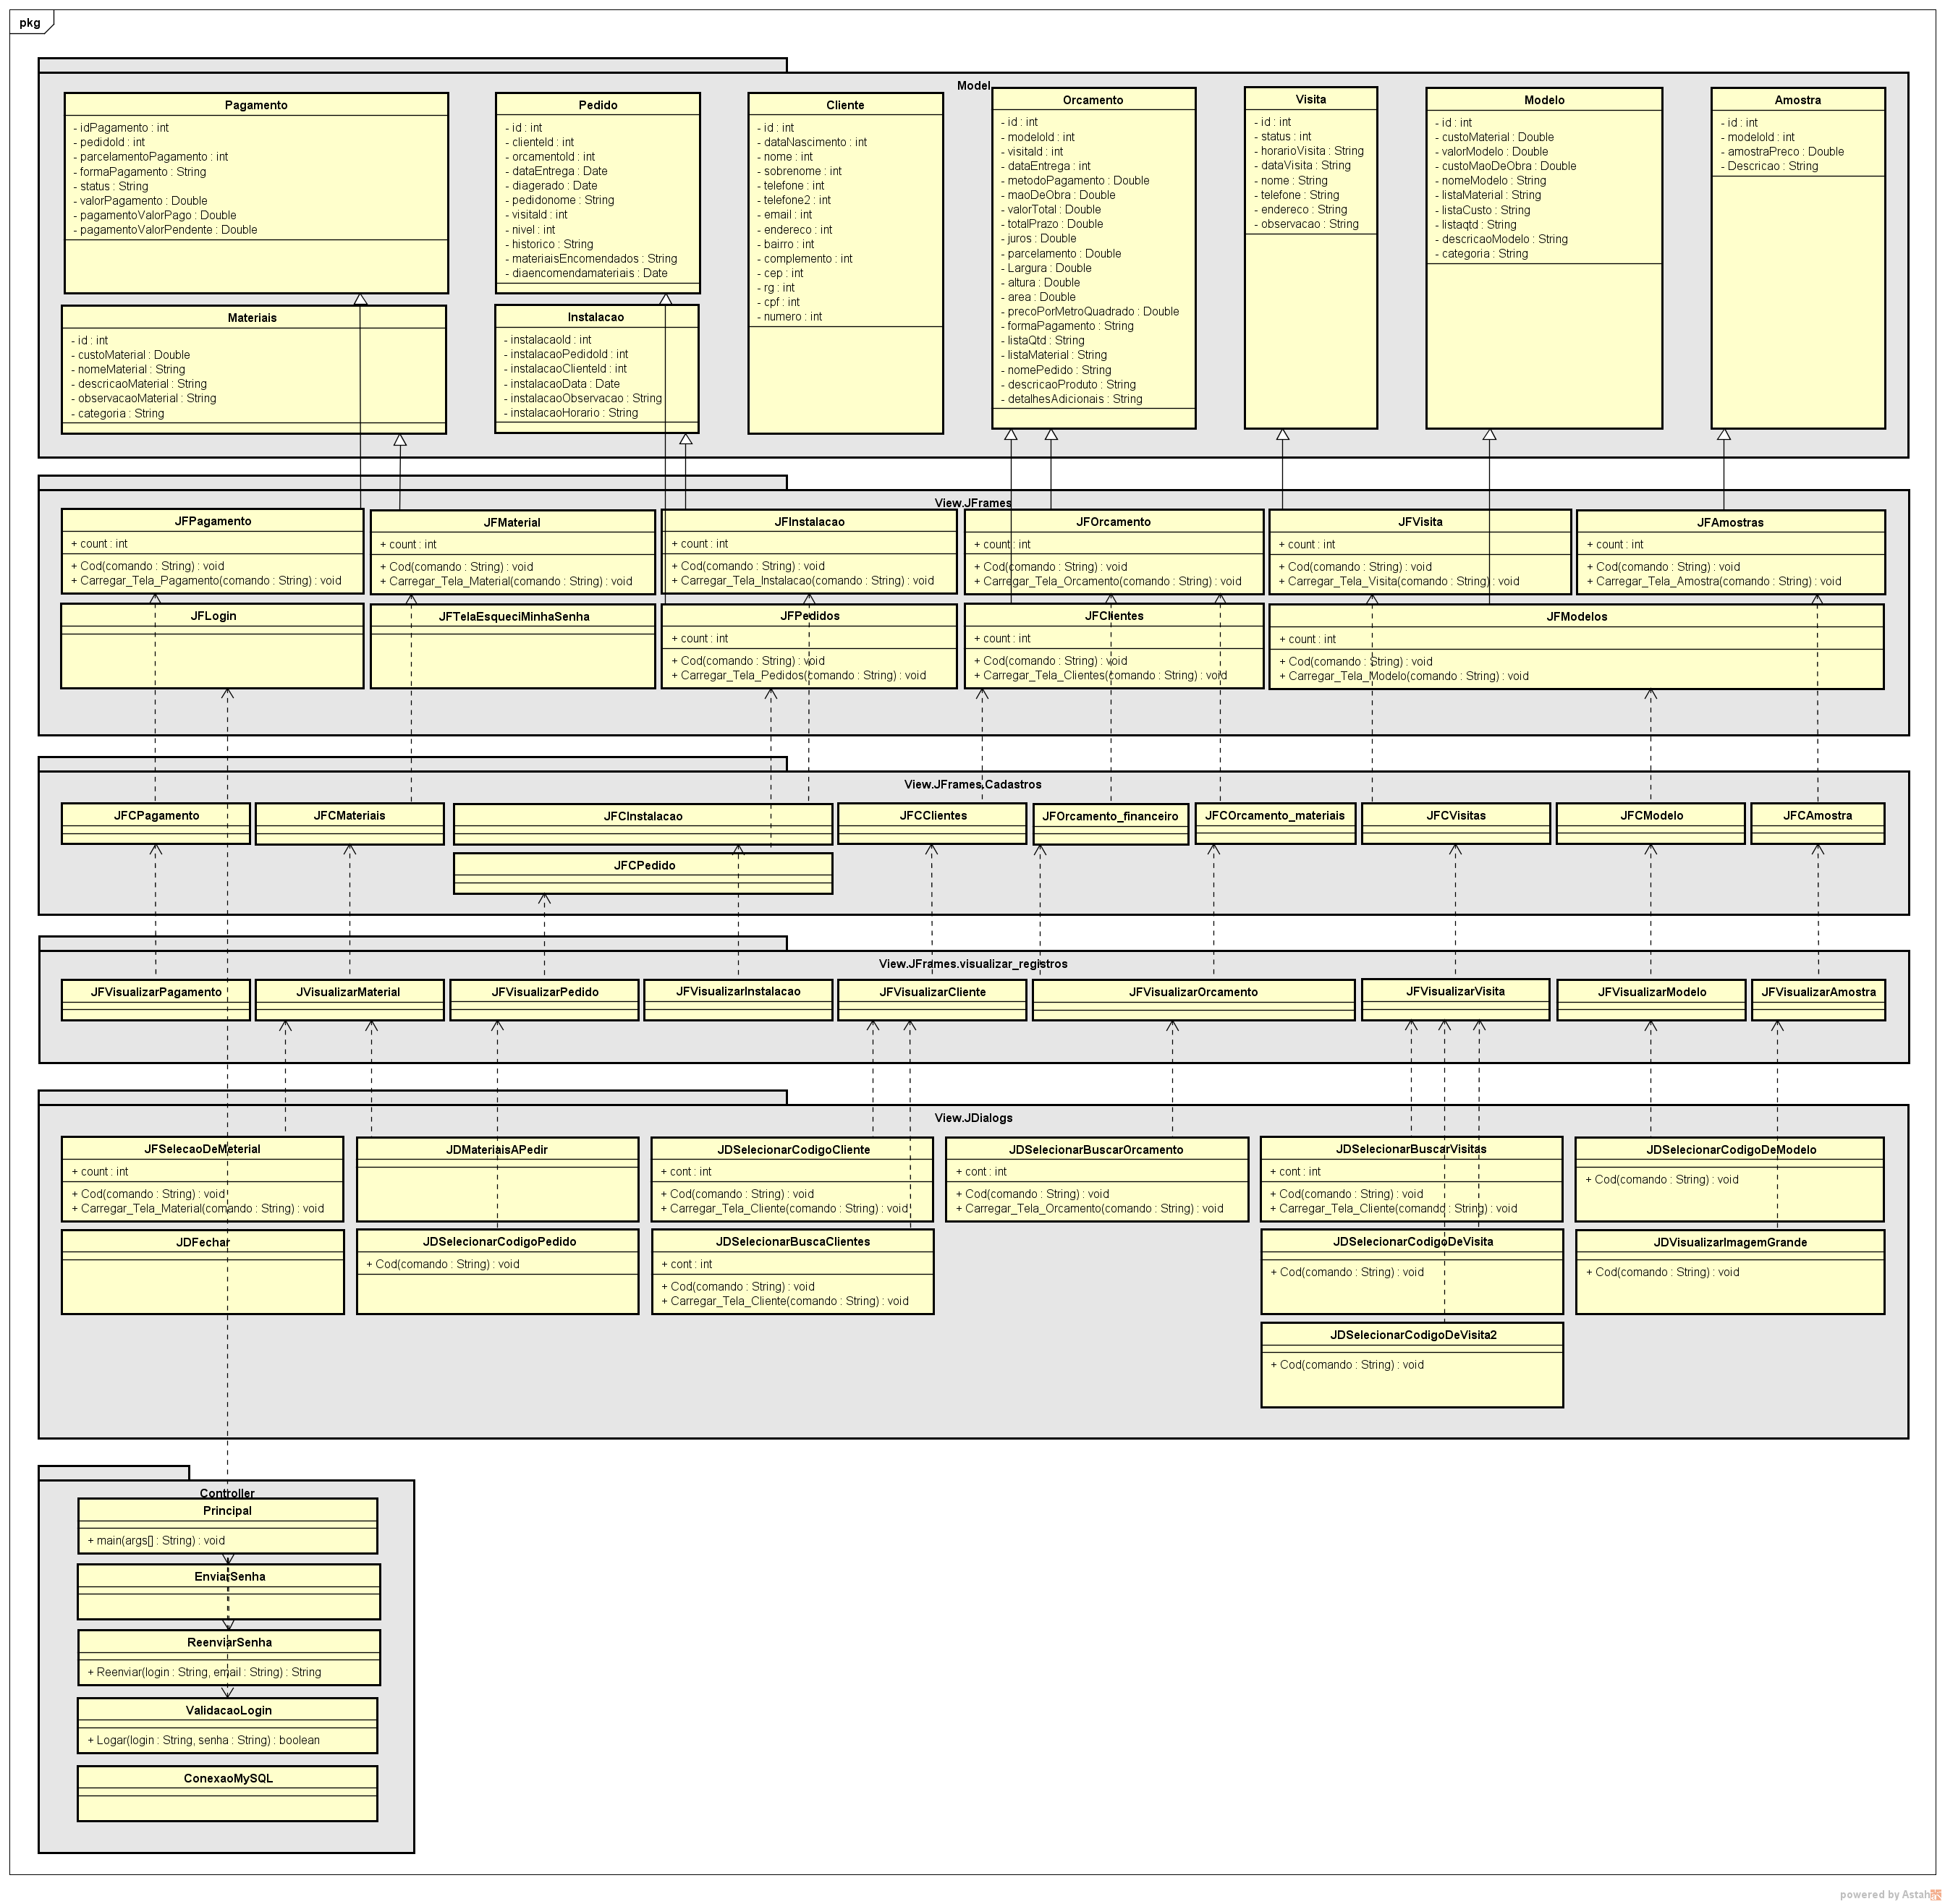 pkg
Model
Pagamento
- idPagamento : int
- pedidoId : int
- parcelamentoPagamento : int
- formaPagamento : String
- status : String
- valorPagamento : Double
- pagamentoValorPago : Double
- pagamentoValorPendente : Double
Pedido
- id : int
- clienteId : int
- orcamentoId : int
- dataEntrega : Date
- diagerado : Date
- pedidonome : String
- visitaId : int
- nivel : int
- historico : String
- materiaisEncomendados : String
- diaencomendamateriais : Date
Cliente
- id : int
- dataNascimento : int
- nome : int
- sobrenome : int
- telefone : int
- telefone2 : int
- email : int
- endereco : int
- bairro : int
- complemento : int
- cep : int
- rg : int
- cpf : int
- numero : int
Orcamento
- id : int
- modeloId : int
- visitaId : int
- dataEntrega : int
- metodoPagamento : Double
- maoDeObra : Double
- valorTotal : Double
- totalPrazo : Double
- juros : Double
- parcelamento : Double
- Largura : Double
- altura : Double
- area : Double
- precoPorMetroQuadrado : Double
- formaPagamento : String
- listaQtd : String
- listaMaterial : String
- nomePedido : String
- descricaoProduto : String
- detalhesAdicionais : String
Visita
- id : int
- status : int
- horarioVisita : String
- dataVisita : String
- nome : String
- telefone : String
- endereco : String
- observacao : String
Modelo
- id : int
- custoMaterial : Double
- valorModelo : Double
- custoMaoDeObra : Double
- nomeModelo : String
- listaMaterial : String
- listaCusto : String
- listaqtd : String
- descricaoModelo : String
- categoria : String
Amostra
- id : int
- modeloId : int
- amostraPreco : Double
- Descricao : String
Materiais
- id : int
- custoMaterial : Double
- nomeMaterial : String
- descricaoMaterial : String
- observacaoMaterial : String
- categoria : String
Instalacao
- instalacaoId : int
- instalacaoPedidoId : int
- instalacaoClienteId : int
- instalacaoData : Date
- instalacaoObservacao : String
- instalacaoHorario : String
View.JFrames
JFPagamento
+ count : int
+ Cod(comando : String) : void
+ Carregar_Tela_Pagamento(comando : String) : void
JFMaterial
+ count : int
+ Cod(comando : String) : void
+ Carregar_Tela_Material(comando : String) : void
JFInstalacao
+ count : int
+ Cod(comando : String) : void
+ Carregar_Tela_Instalacao(comando : String) : void
JFOrcamento
+ count : int
+ Cod(comando : String) : void
+ Carregar_Tela_Orcamento(comando : String) : void
JFVisita
+ count : int
+ Cod(comando : String) : void
+ Carregar_Tela_Visita(comando : String) : void
JFAmostras
+ count : int
+ Cod(comando : String) : void
+ Carregar_Tela_Amostra(comando : String) : void
JFLogin
JFTelaEsqueciMinhaSenha
JFPedidos
+ count : int
+ Cod(comando : String) : void
+ Carregar_Tela_Pedidos(comando : String) : void
JFClientes
+ count : int
+ Cod(comando : String) : void
+ Carregar_Tela_Clientes(comando : String) : void
JFModelos
+ count : int
+ Cod(comando : String) : void
+ Carregar_Tela_Modelo(comando : String) : void
View.JFrames.Cadastros
JFCPagamento
JFCMateriais
JFCInstalacao
JFCClientes
JFOrcamento_financeiro
JFCOrcamento_materiais
JFCVisitas
JFCModelo
JFCAmostra
JFCPedido
View.JFrames.visualizar_registros
JFVisualizarPagamento
JVisualizarMaterial
JFVisualizarPedido
JFVisualizarInstalacao
JFVisualizarCliente
JFVisualizarOrcamento
JFVisualizarVisita
JFVisualizarModelo
JFVisualizarAmostra
View.JDialogs
JFSelecaoDeMeterial
+ count : int
+ Cod(comando : String) : void
+ Carregar_Tela_Material(comando : String) : void
JDMateriaisAPedir
JDSelecionarCodigoCliente
+ cont : int
+ Cod(comando : String) : void
+ Carregar_Tela_Cliente(comando : String) : void
JDSelecionarBuscarOrcamento
+ cont : int
+ Cod(comando : String) : void
+ Carregar_Tela_Orcamento(comando : String) : void
JDSelecionarBuscarVisitas
+ cont : int
+ Cod(comando : String) : void
+ Carregar_Tela_Cliente(comando : String) : void
JDSelecionarCodigoDeModelo
+ Cod(comando : String) : void
JDFechar
JDSelecionarCodigoPedido
+ Cod(comando : String) : void
JDSelecionarBuscaClientes
+ cont : int
+ Cod(comando : String) : void
+ Carregar_Tela_Cliente(comando : String) : void
JDSelecionarCodigoDeVisita
+ Cod(comando : String) : void
JDVisualizarImagemGrande
+ Cod(comando : String) : void
JDSelecionarCodigoDeVisita2
+ Cod(comando : String) : void
Controller
Principal
+ main(args[] : String) : void
EnviarSenha
ReenviarSenha
+ Reenviar(login : String, email : String) : String
ValidacaoLogin
+ Logar(login : String, senha : String) : boolean
ConexaoMySQL
powered by Astah